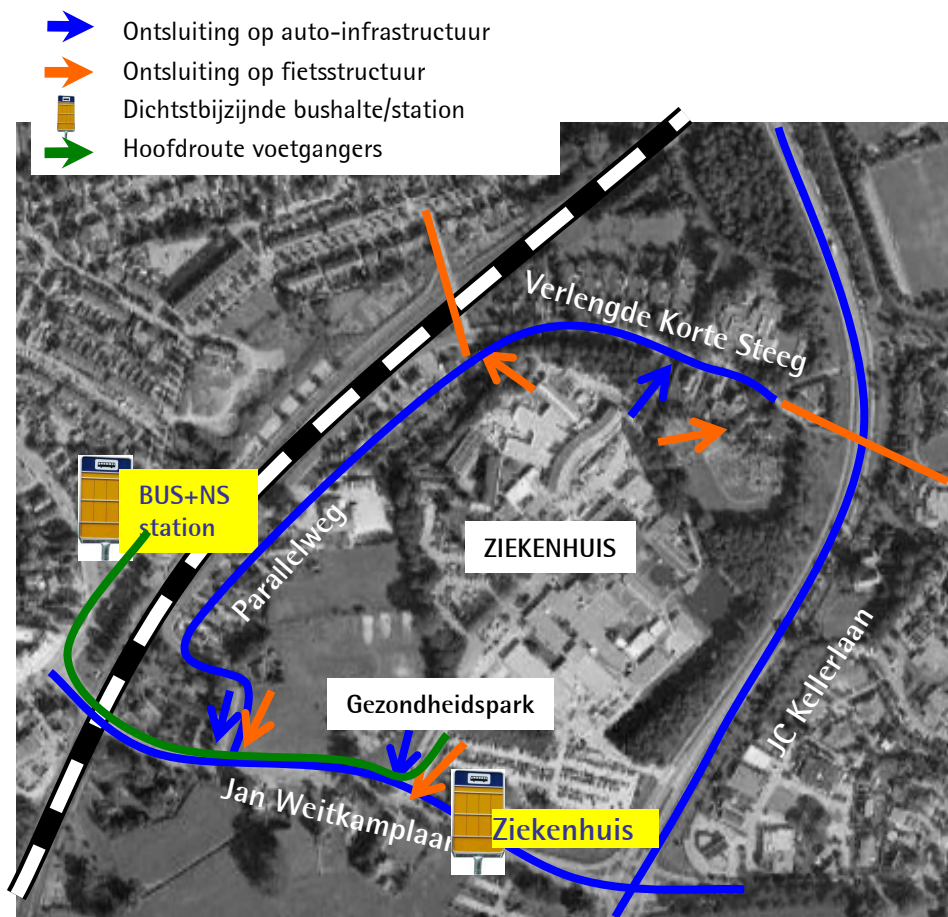 Ontsluiting op auto-infrastructuur
Ontsluiting op fietsstructuur
Dichtstbijzijnde bushalte/station
Hoofdroute voetgangers
Verlengde Korte Steeg
BUS+NS
station
ZIEKENHUIS
Parallelweg
JC Kellerlaan
Gezondheidspark
Jan Weitkamplaan
Ziekenhuis